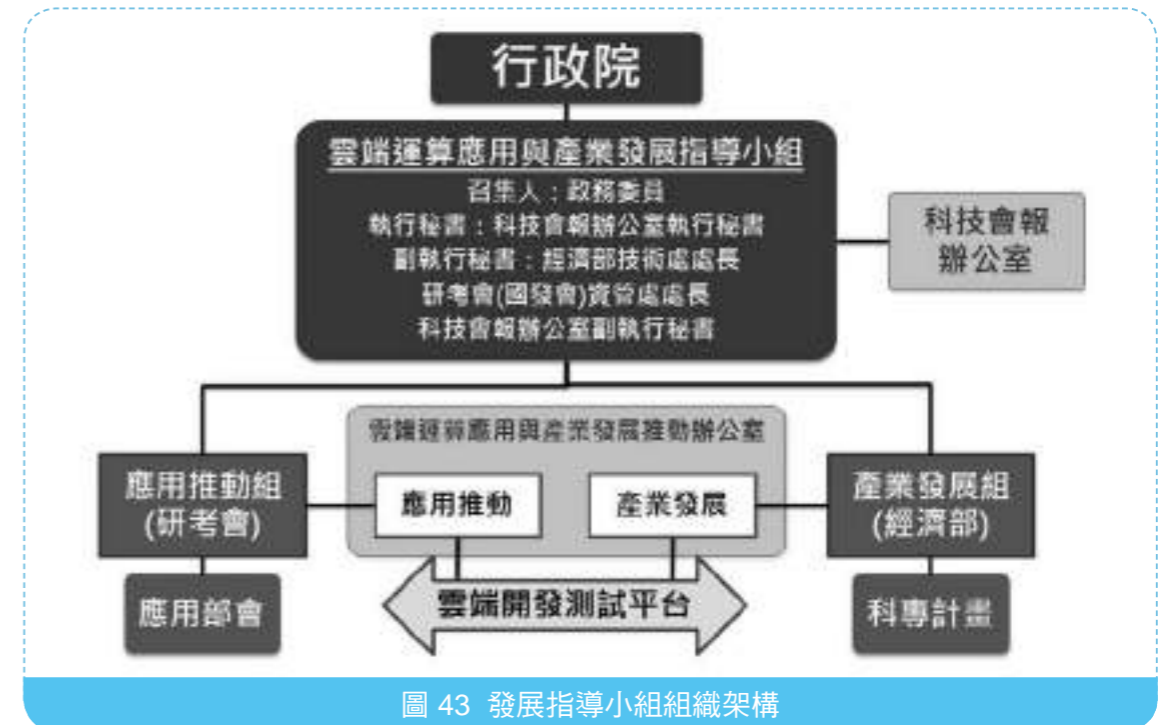 行政院
雲端運算應用與產業發展指導小組
召集人：政務委員
執行秘書：科技會報辦公室執行秘書
副執行秘書：經濟部技術處處長
研考會(國發會)資管處處長
科技會報辦公室副執行秘書
科技會報
辦公室
雲端運算應用與產業發展推動辦公室
應用推動組
(研考會)
應用推動
產業發展
產業發展組
(經濟部)
應用部會
雲端開發測試平台
科專計畫
圖 43 發展指導小組組織架構